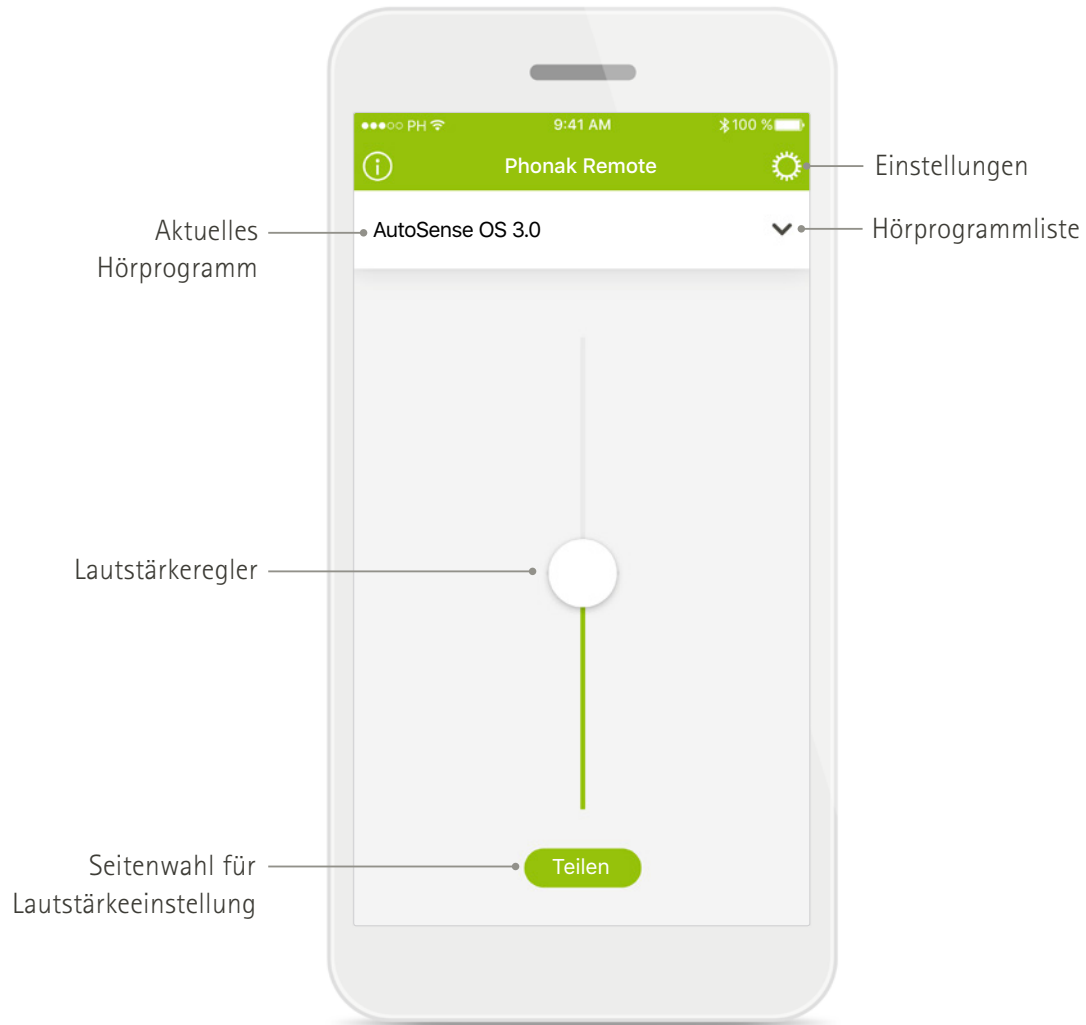 PH
9:41 AM
100 %
Phonak Remote
Einstellungen
AutoSense OS 3.0
Hörprogrammliste
Aktuelles
Hörprogramm
Lautstärkeregler
Teilen
Seitenwahl für
Lautstärkeeinstellung